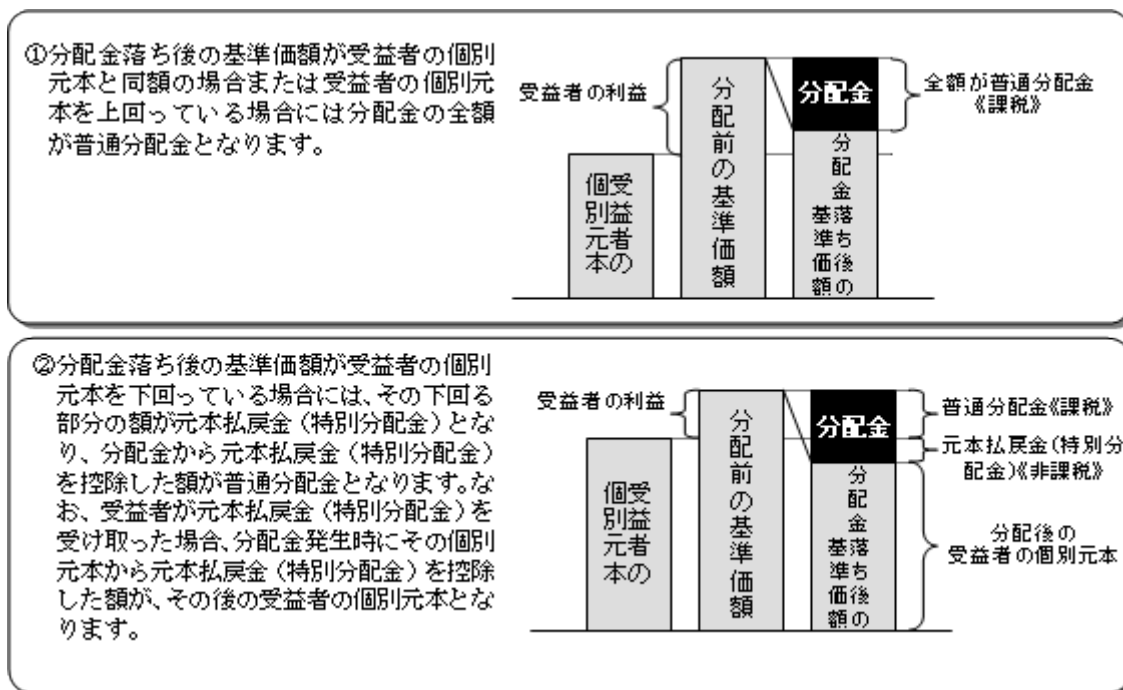 ①分配金落ち後の基準価額が受益者の個別
元本と同額の場合または受益者の個別元
本を上回っている場合には分配金の全額
が普通分配金となります。
受益者の利益
受益者の
個別元本
分配前の基準価額
分配金
分配金落ち後の
基準価額
全額が普通分配金
《課税》
②分配金落ち後の基準価額が受益者の個別
元本を下回っている場合には、その下回る
部分の額が元本払戻金(特別分配金)とな
り、分配金から元本払戻金(特別分配金)
を控除した額が普通分配金となります。な
お、受益者が元本払戻金(特別分配金)を
受け取った場合、分配金発生時にその個別
元本から元本払戻金(特別分配金)を控除
した額が、その後の受益者の個別元本とな
ります。
受益者の利益
受益者の
個別元本
分配前の基準価額
分配金
分配金落ち後の
基準価額
普通分配金《課税》
元本払戻金(特別分
配金)《非課税》
分配後の
受益者の個別元本